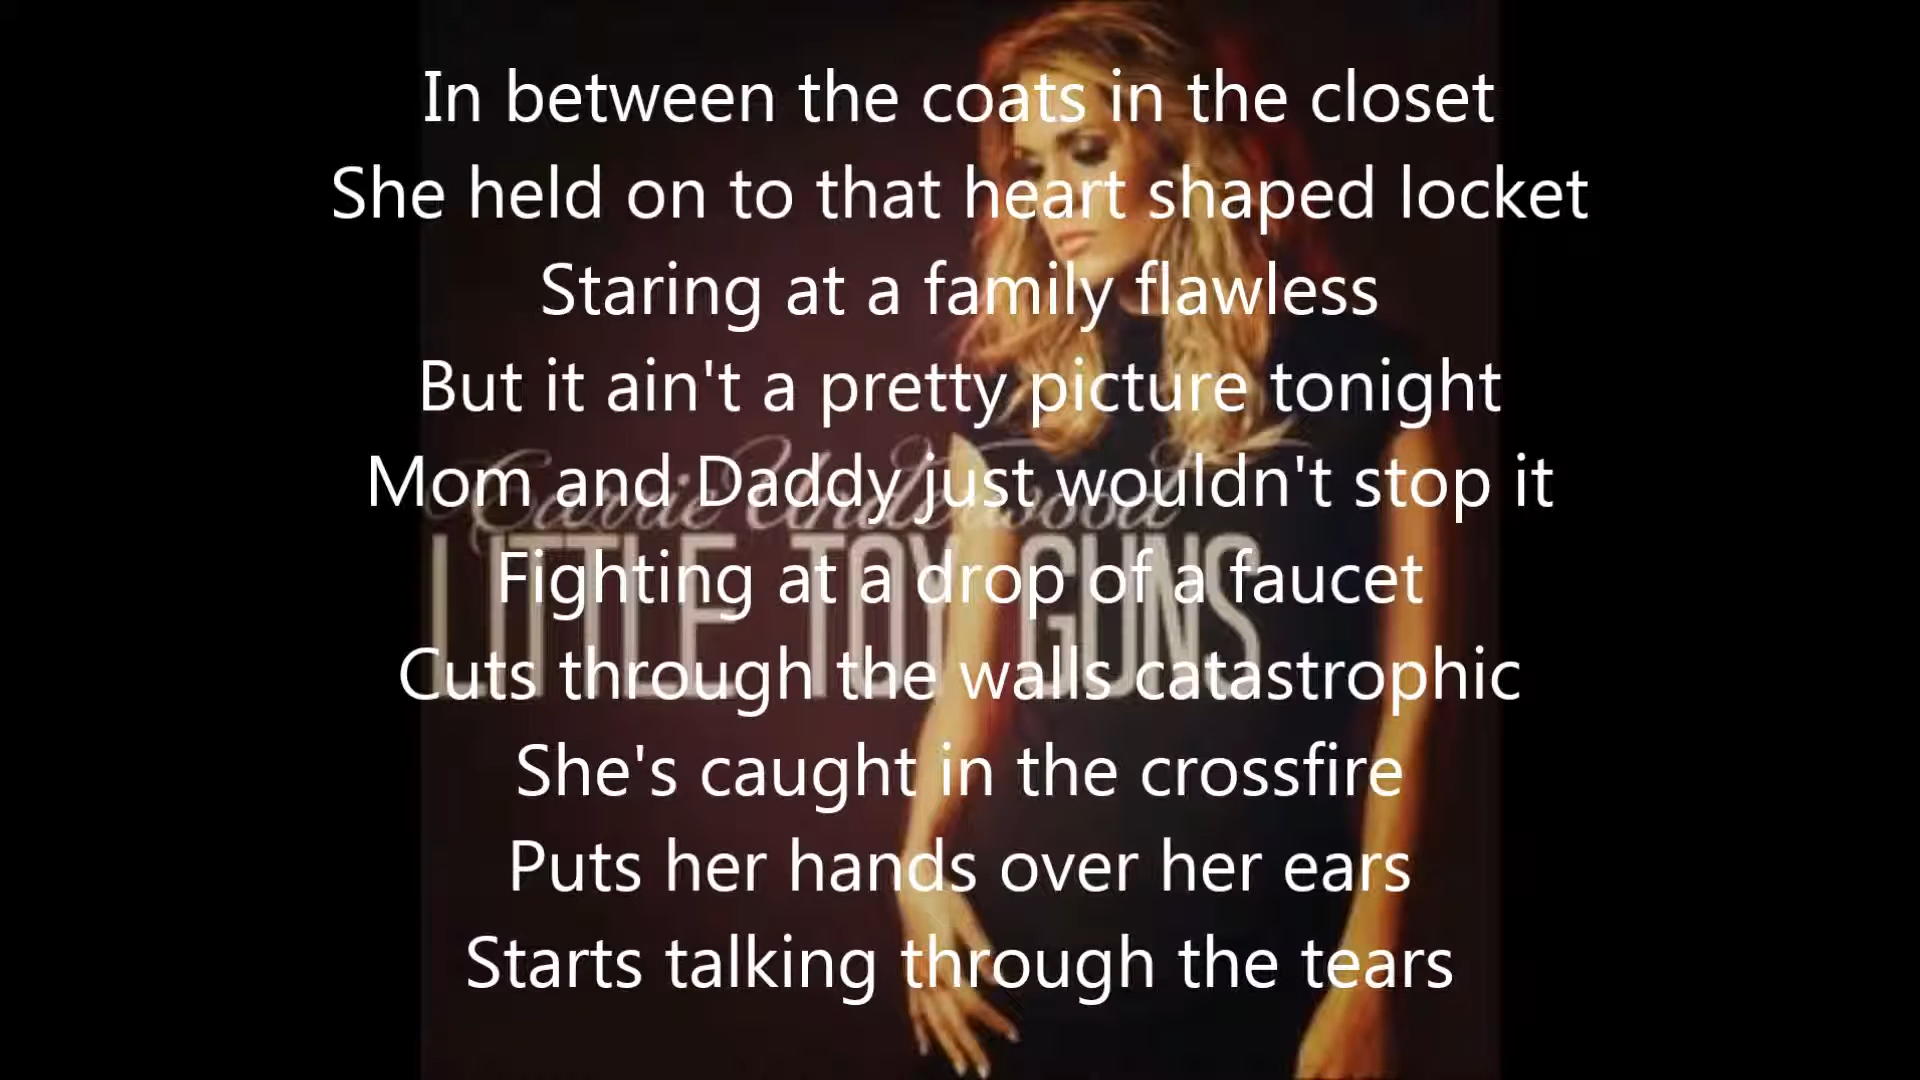 In between the coats in the closet
She held on to that heart shaped locket
Staring at a family flawless
But it ain't a pretty picture tonight
Mom and Daddy just wouldn't stop it
Carrie Underwood
Fighting at a drop of a faucet
LITTLE TOY GUNS
Cuts through the walls catastrophic
She's caught in the crossfire
Puts her hands over her ears
Starts talking through the tears